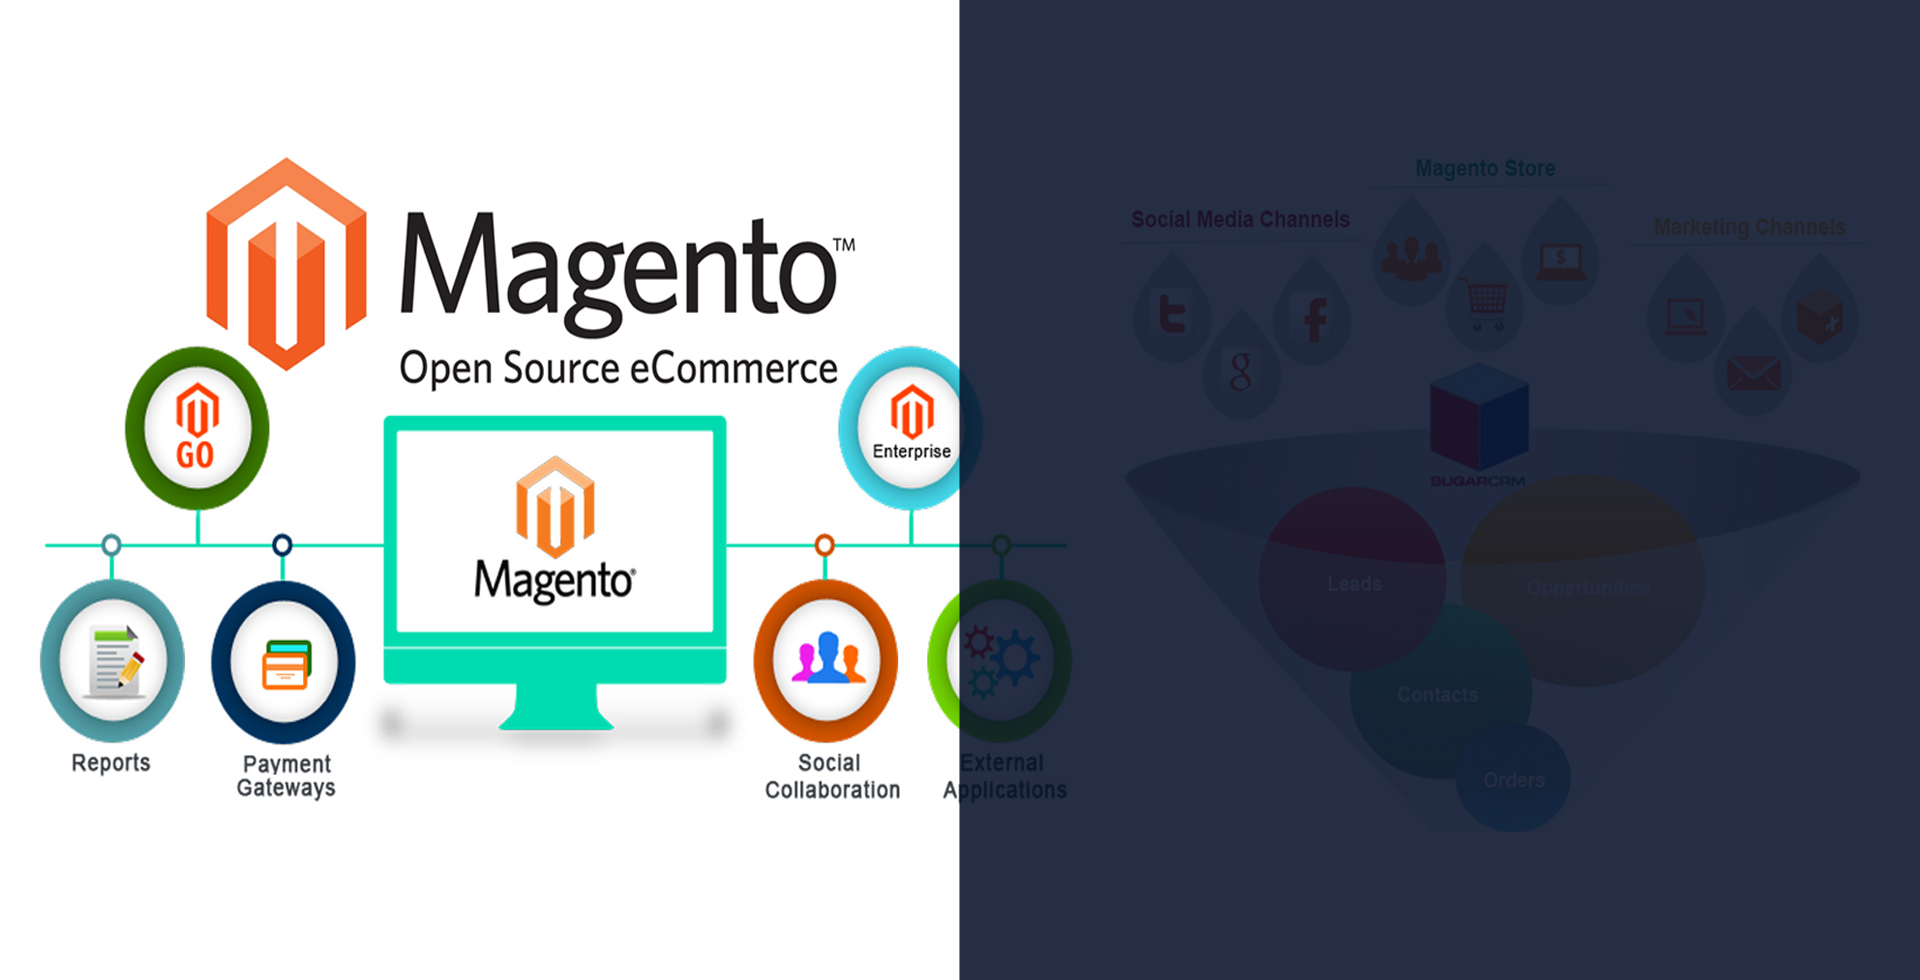 Magento™
Open Source eCommerce
GO
Enterprise
Magento®
Reports
Payment
Gateways
Social
Collaboration
External
Applications
Magento Store
Social Media Channels
Marketing Channels
t
f
g
$
SUGARCRM
Leads
Oppertunities
Contacts
Orders